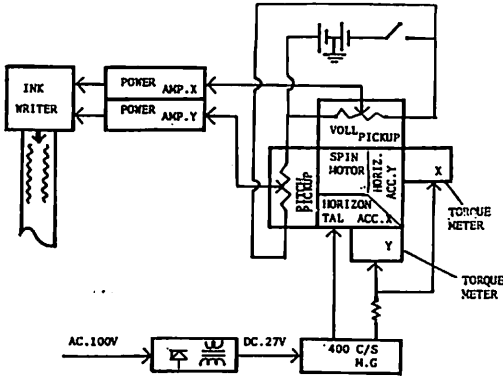 INK
WRITER
POWER
AMP.X
POWER
AMP.Y
VOLL
PICKUP
PITCH
PICKUP
SPIN
MOTOR
HORIZ.
ACC.Y
HORIZON
TAL ACC.X
X
TORQUE
METER
Y
TORQUE
METER
AC.100V
DC.27V
400 C/S
M.G